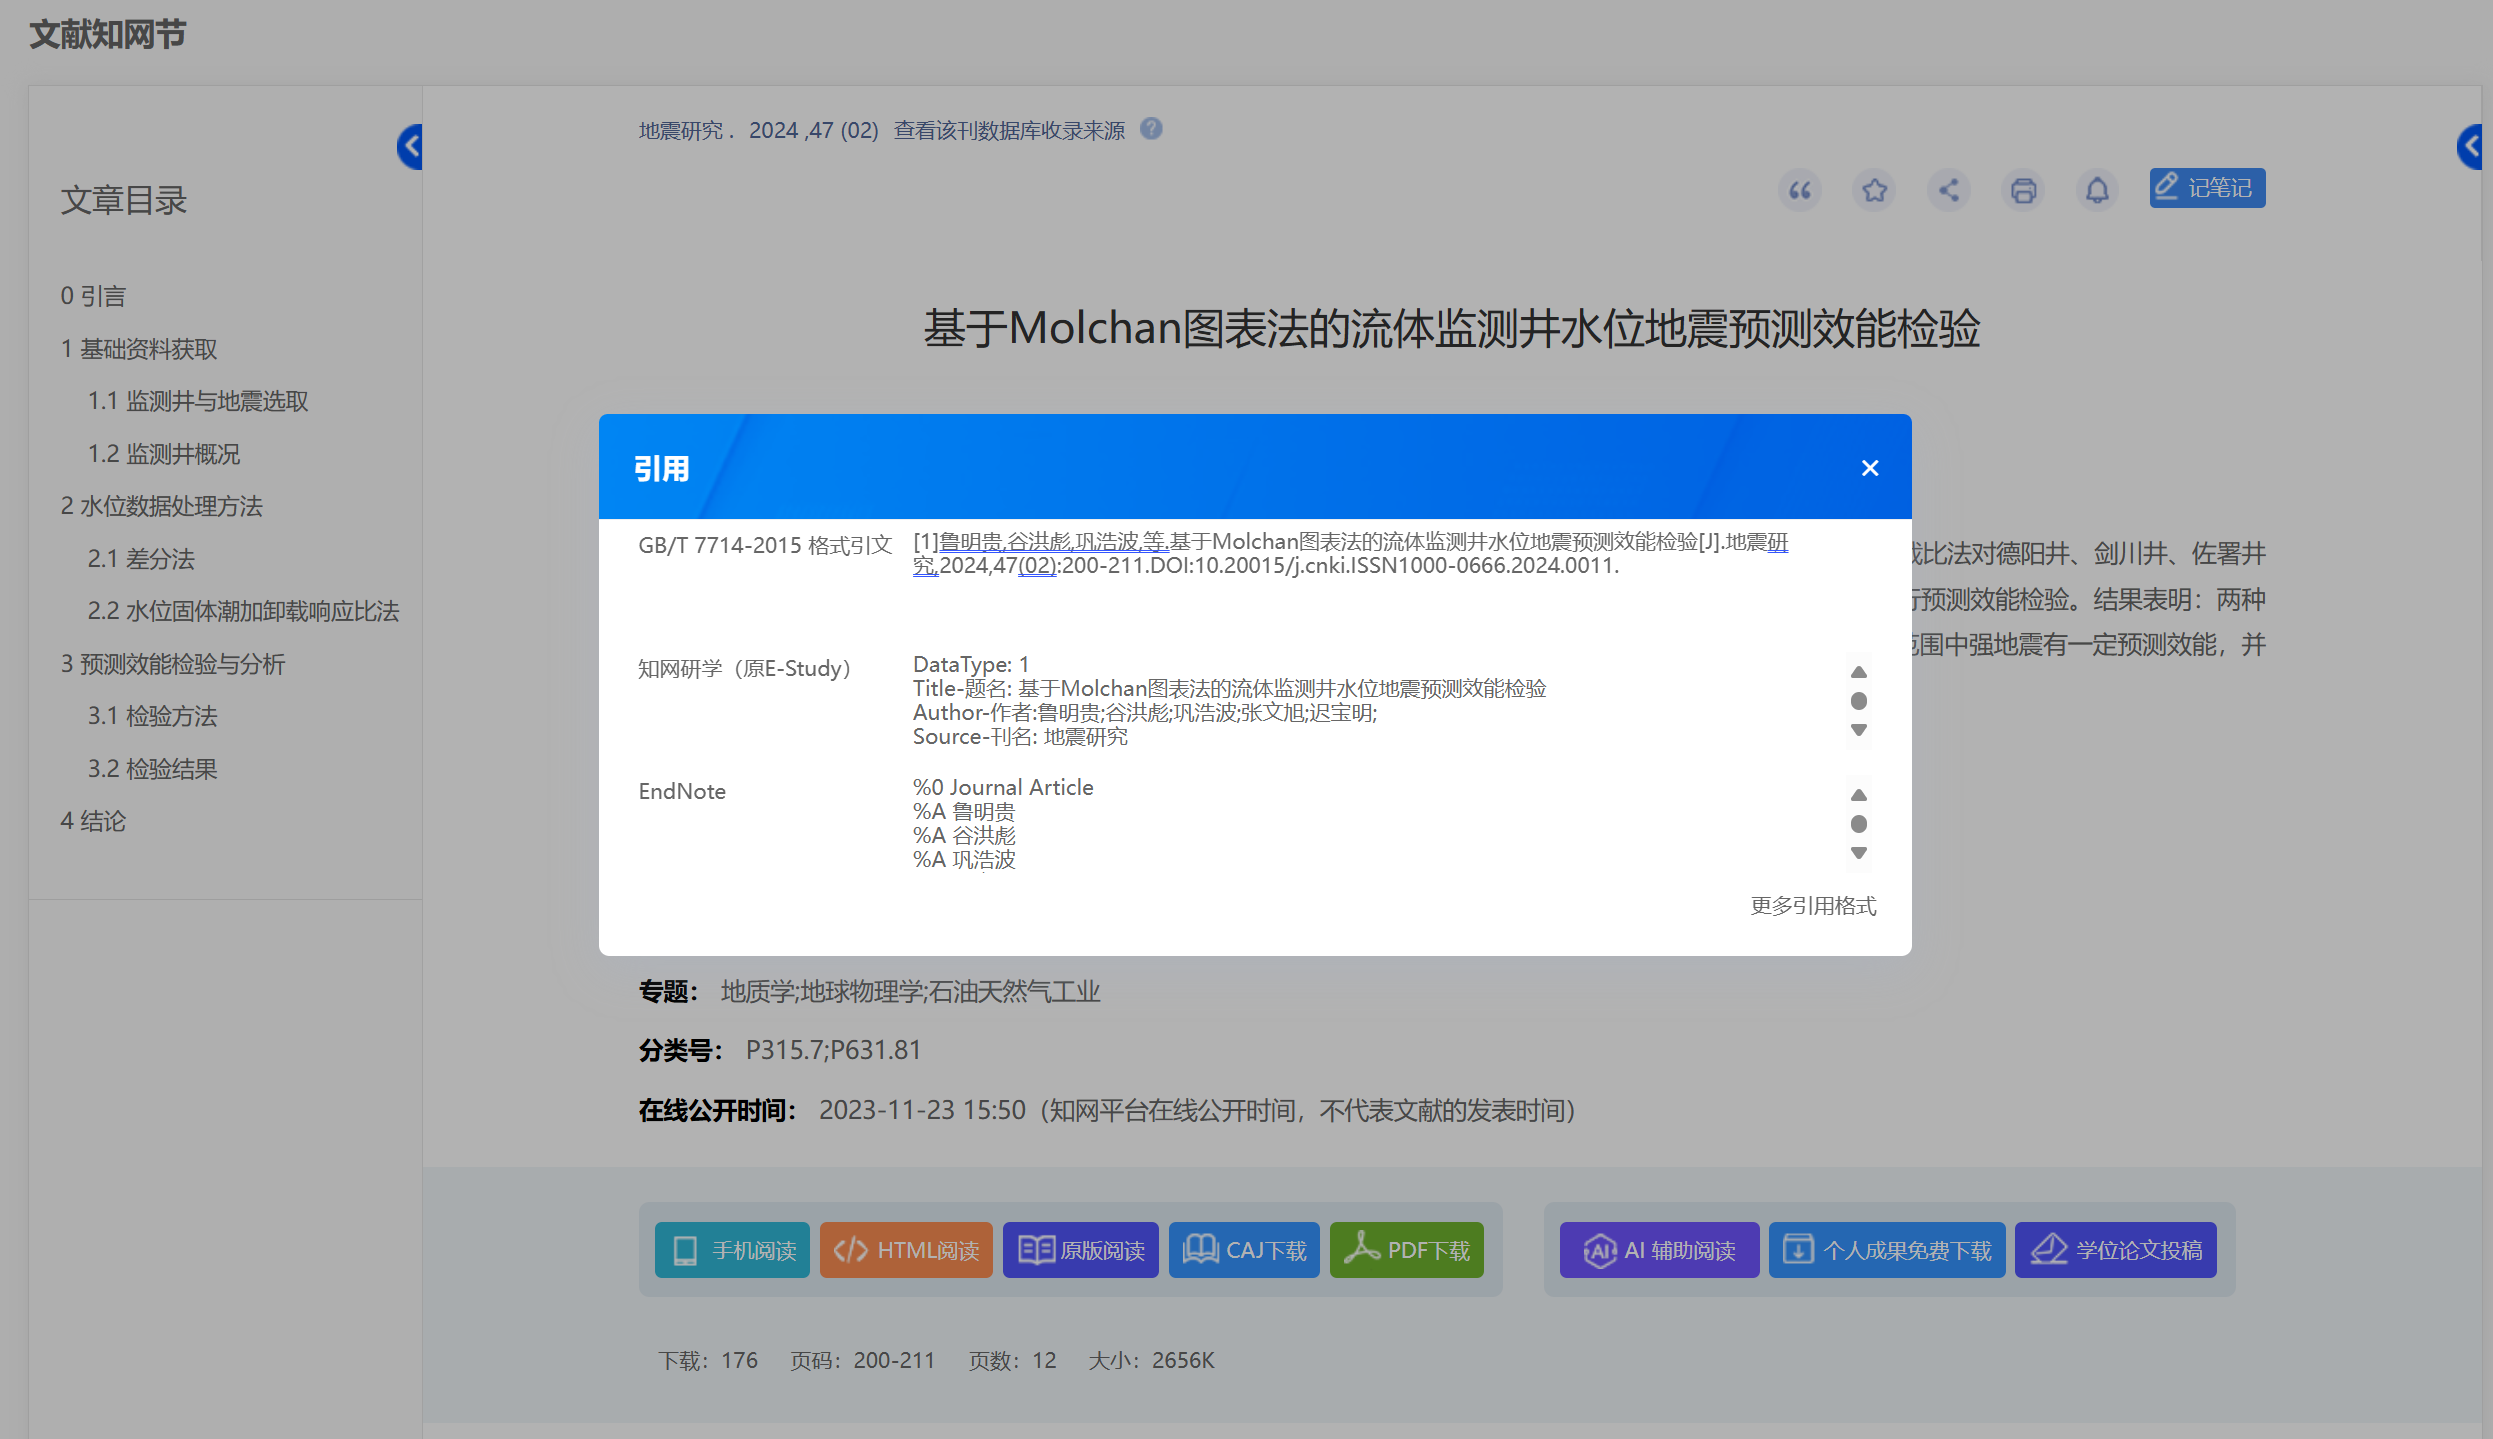 文献知网节
地震研究 . 2024 ,47 (02) 查看该刊数据库收录来源 ?
记笔记
文章目录
0 引言
1 基础资料获取
1.1 监测井与地震选取
1.2 监测井概况
2 水位数据处理方法
2.1 差分法
2.2 水位固体潮加卸载响应比法
3 预测效能检验与分析
3.1 检验方法
3.2 检验结果
4 结论
基于Molchan图表法的流体监测井水位地震预测效能检验
引用
GB/T 7714-2015 格式引文
[1]鲁明贵,谷洪彪,巩浩波,等.基于Molchan图表法的流体监测井水位地震预测效能检验[J].地震研
究,2024,47(02):200-211.DOI:10.20015/j.cnki.ISSN1000-0666.2024.0011.
知网研学（原E-Study）
DataType: 1
Title-题名: 基于Molchan图表法的流体监测井水位地震预测效能检验
Author-作者:鲁明贵;谷洪彪;巩浩波;张文旭;迟宝明;
Source-刊名: 地震研究
EndNote
%0 Journal Article
%A 鲁明贵
%A 谷洪彪
%A 巩浩波
更多引用格式
比法对德阳井、剑川井、佐署井
预测效能检验。结果表明：两种
围中强地震有一定预测效能，并
专题： 地质学;地球物理学;石油天然气工业
分类号： P315.7;P631.81
在线公开时间： 2023-11-23 15:50（知网平台在线公开时间，不代表文献的发表时间）
手机阅读 HTML阅读 原版阅读 CAJ下载 PDF下载 AI 辅助阅读 个人成果免费下载 学位论文投稿
下载：176 页码：200-211 页数：12 大小：2656K